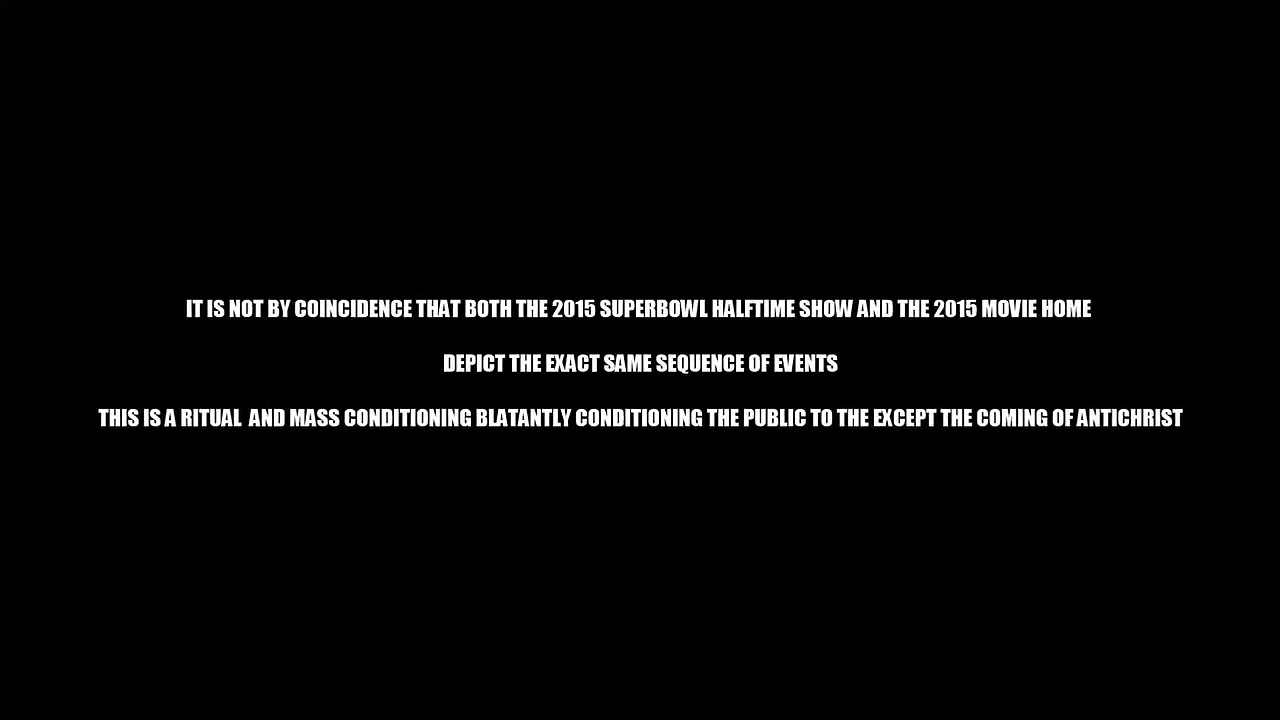 IT IS NOT BY COINCIDENCE THAT BOTH THE 2015 SUPERBOWL HALFTIME SHOW AND THE 2015 MOVIE HOME
DEPICT THE EXACT SAME SEQUENCE OF EVENTS
THIS IS A RITUAL  AND MASS CONDITIONING BLATANTLY CONDITIONING THE PUBLIC TO THE EXCEPT THE COMING OF ANTICHRIST